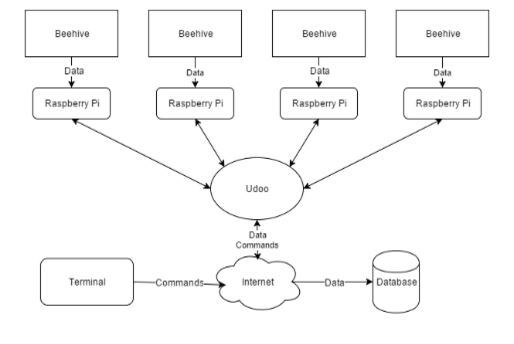 Beehive
Beehive
Beehive
Beehive
Data
Data
Data
Data
Raspberry Pi
Raspberry Pi
Raspberry Pi
Raspberry Pi
Udoo
Data
Commands
Terminal
Commands
Internet
Data
Database